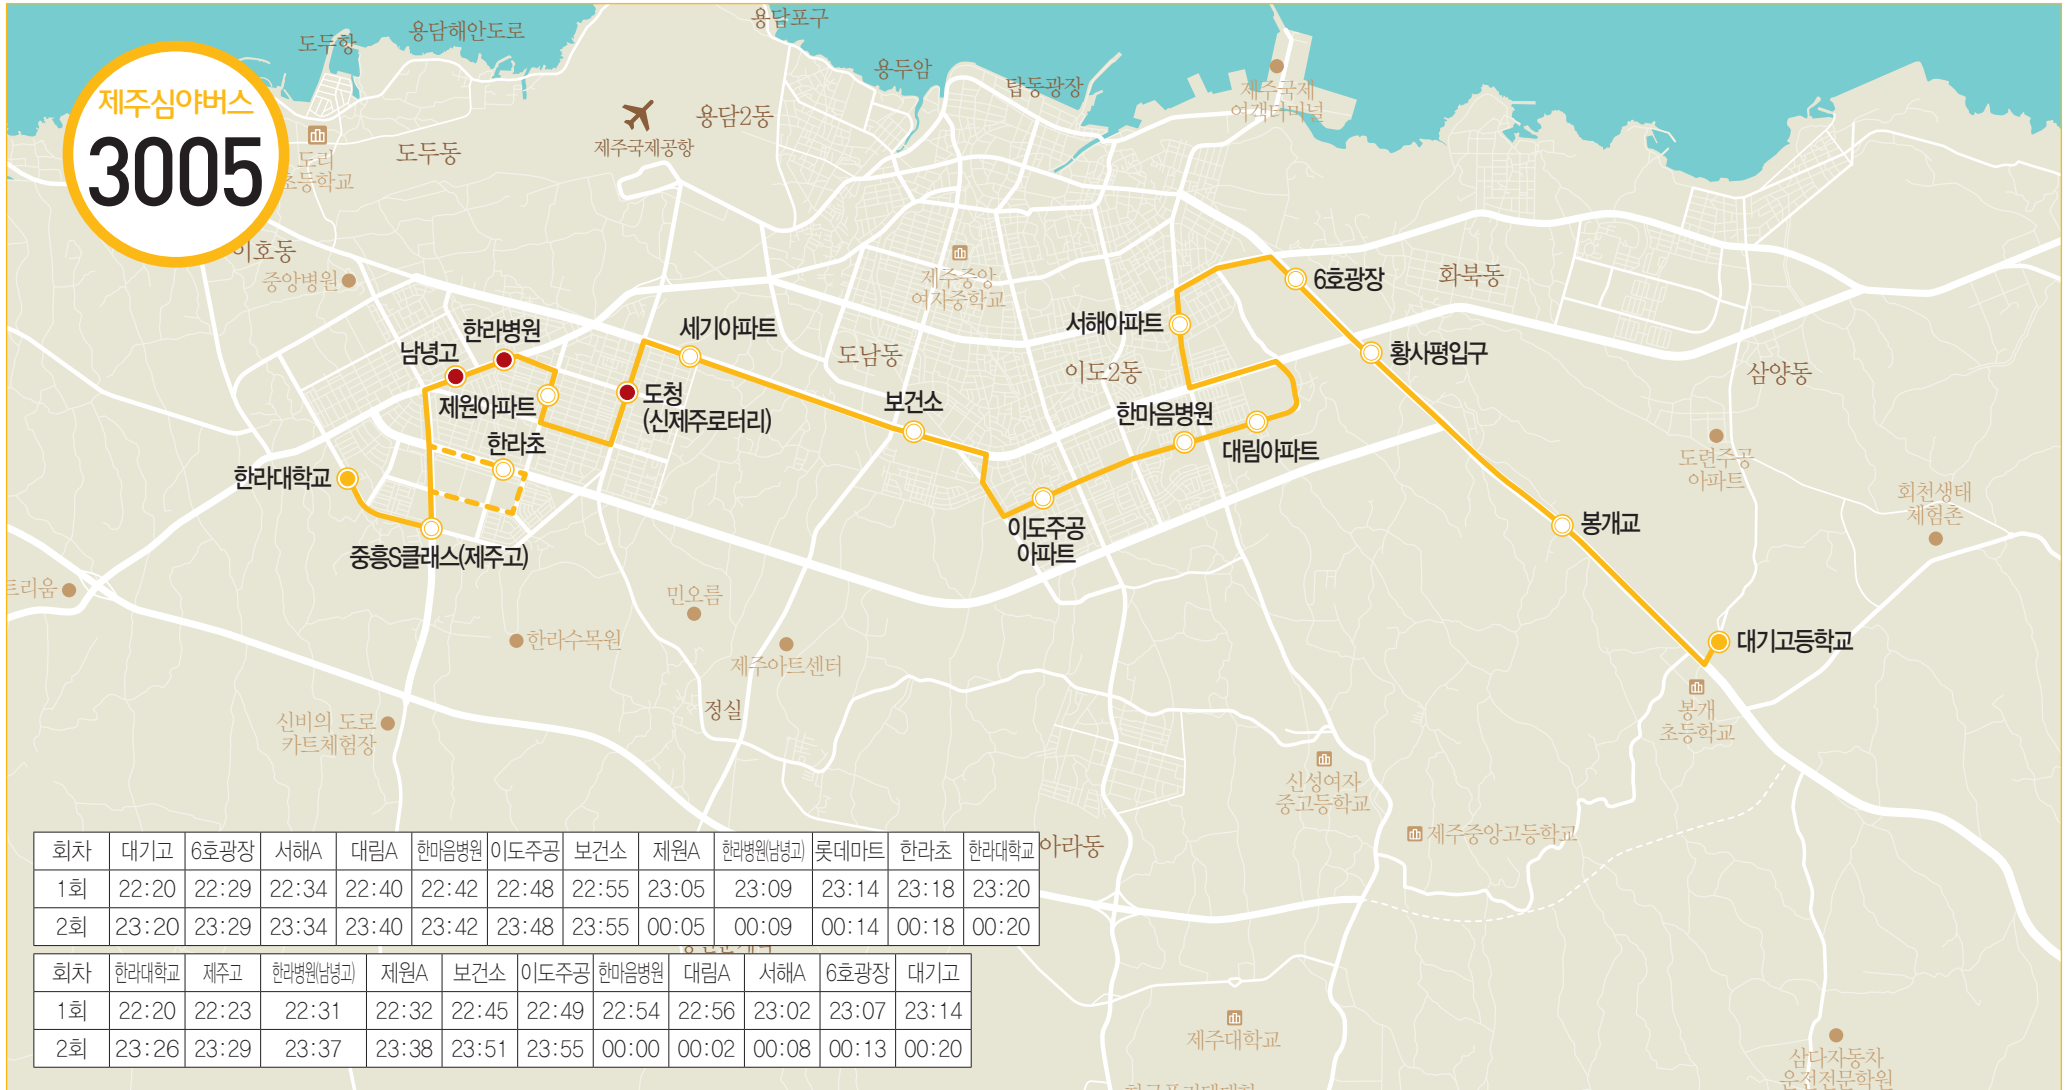 제주심야버스
3005
도두항
용담해안도로
용담포구
용두암
탑동광장
제주국제
여객터미널
도리
초등학교
도두동
제주국제공항
용담2동
이호동
중앙병원
제주중앙
여자중학교
6호광장
화북동
한라병원
남녕고
세기아파트
도남동
서해아파트
이도2동
황사평입구
삼양동
제원아파트
도청
(신제주로터리)
보건소
한마음병원
대림아파트
한라초
한라대학교
도련주공
아파트
회천생태
체험촌
이도주공
아파트
봉개교
중흥S클래스(제주고)
트리움
민오름
한라수목원
제주아트센터
대기고등학교
정실
신비의 도로
카트체험장
봉개
초등학교
신성여자
중고등학교
제주중앙고등학교
아라동
회차 대기고 6호광장 서해A 대림A 한마음병원 이도주공 보건소 제원A 한라병원(남녕고) 롯데마트 한라초 한라대학교
1회 22:20 22:29 22:34 22:40 22:42 22:48 22:55 23:05 23:09 23:14 23:18 23:20
2회 23:20 23:29 23:34 23:40 23:42 23:48 23:55 00:05 00:09 00:14 00:18 00:20
회차 한라대학교 제주고 한라병원(남녕고) 제원A 보건소 이도주공 한마음병원 대림A 서해A 6호광장 대기고
1회 22:20 22:23 22:31 22:32 22:45 22:49 22:54 22:56 23:02 23:07 23:14
2회 23:26 23:29 23:37 23:38 23:51 23:55 00:00 00:02 00:08 00:13 00:20
제주대학교
삼다자동차
운전전문학원